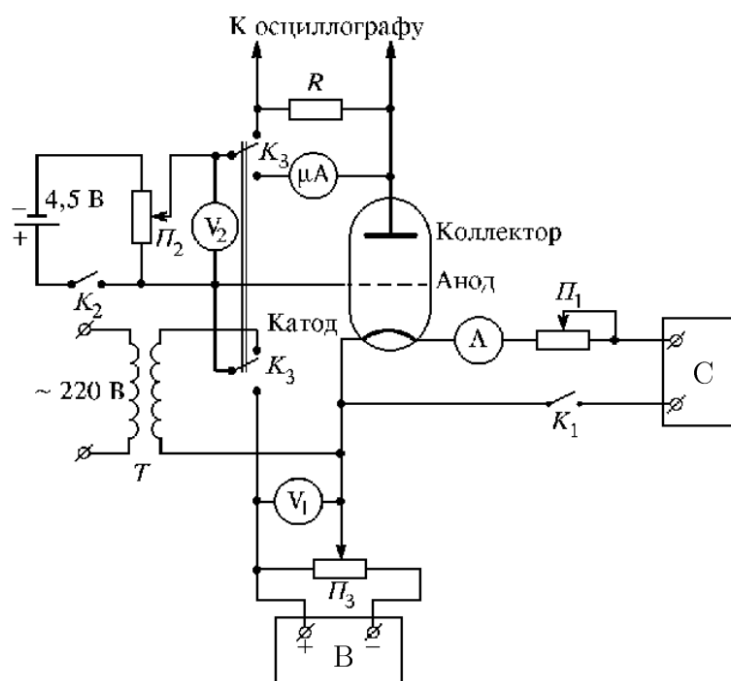 К осциллографу
R
K3
μA
4,5 В
−
+
V2
П2
Коллектор
Анод
K2
Катод
П1
А
С
K3
~ 220 В
K1
T
V1
П3
+
−
В